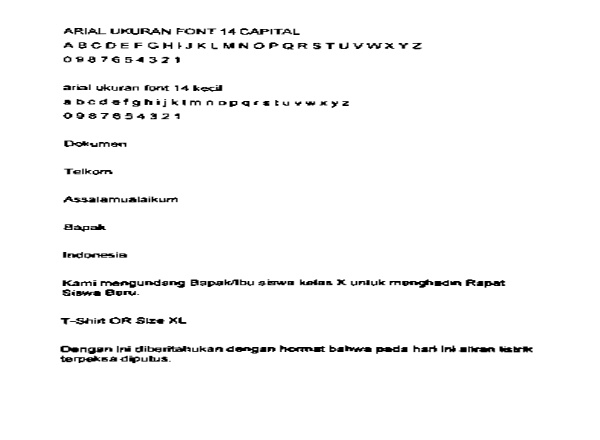 ARIAL UKURAN FONT 14 CAPITAL
A B C D E F G H I J K L M N O P Q R S T U V W X Y Z
0 9 8 7 6 5 4 3 2 1
arial ukuran font 14 kecil
a b c d e f g h i j k l m n o p q r s t u v w x y z
0 9 8 7 6 5 4 3 2 1
Dokumen
Telkom
Assalamualaikum
Bapak
Indonesia
Kami mengundang Bapak/Ibu siswa kelas X untuk menghadiri Rapat
Siswa Baru.
T-Shirt OR Size XL
Dengan ini diberitahukan dengan hormat bahwa pada hari ini aliran listrik
terpaksa diputus.